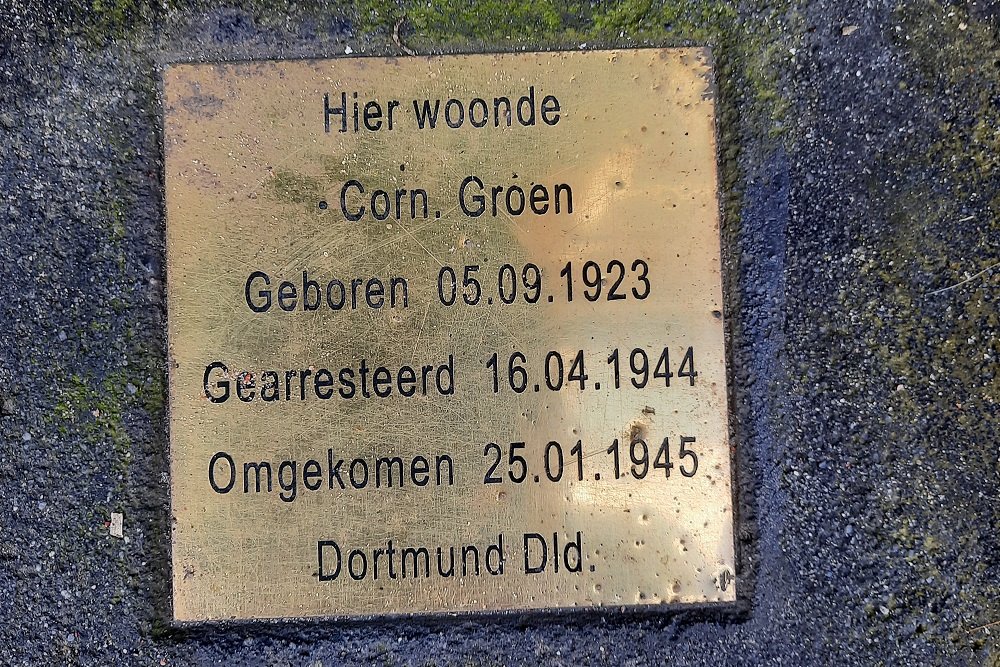 Hier woonde
Corn. Groen
Geboren 05.09.1923
Gearresteerd 16.04.1944
Omgekomen 25.01.1945
Dortmund Dld.